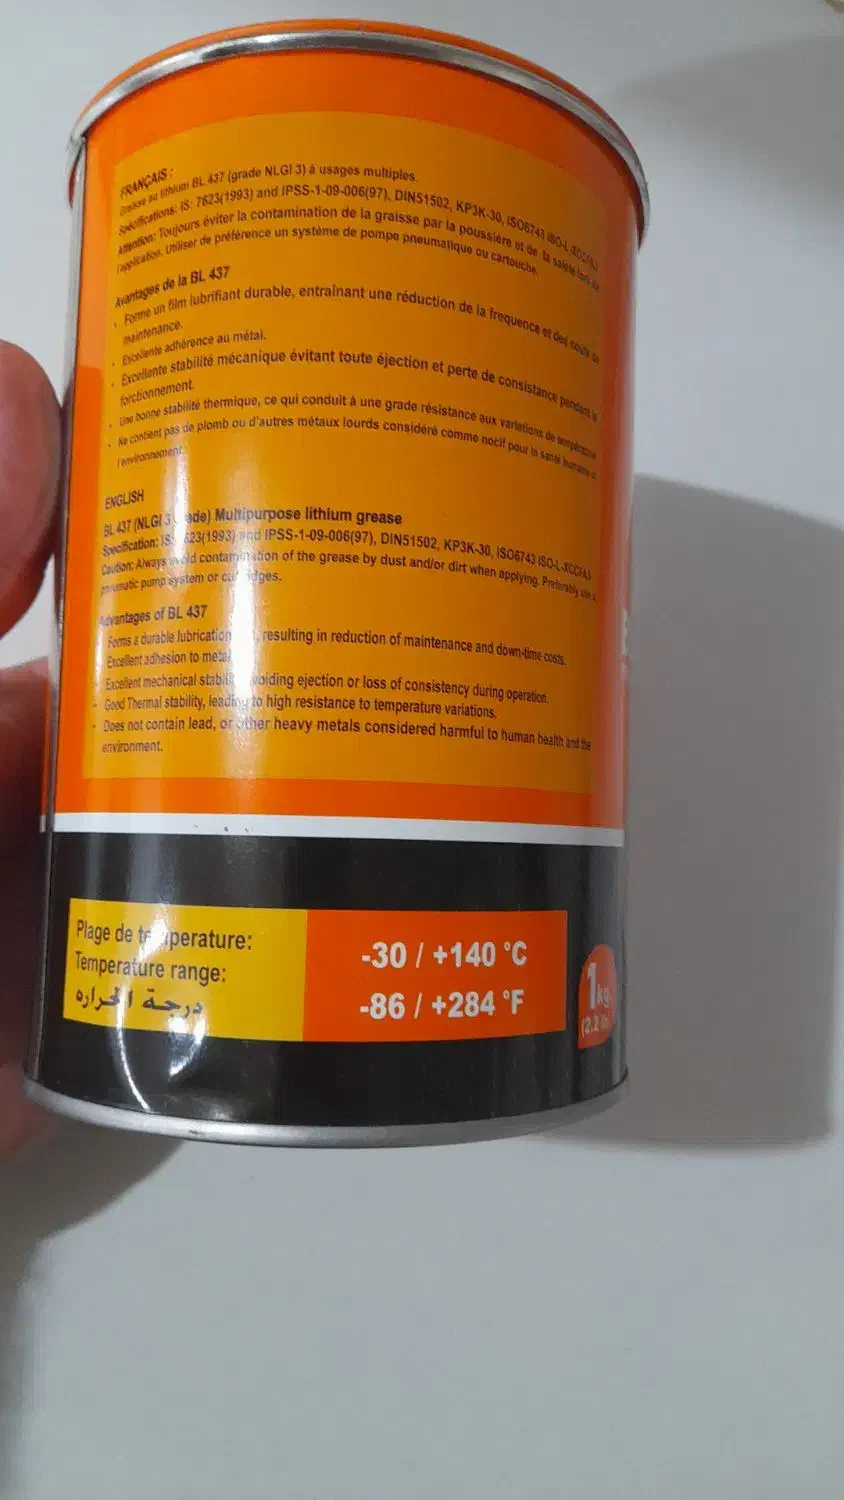 FRANÇAIS :
Graisse au lithium BL 437 (grade NLGI 3) à usages multiples.
Spécifications: IS: 7623(1993) and IPSS-1-09-006(97), DIN51502, KP3K-30, ISO6743 ISO-L-XCCFAJ
Attention: Toujours éviter la contamination de la graisse par la poussière et de la saleté lors de
l'application. Utiliser de préférence un système de pompe pneumatique ou cartouche.
Avantages de la BL 437
• Forme un film lubrifiant durable, entraînant une réduction de la frequence et des coûts de
maintenance.
• Excellente adhérence au métal.
• Excellente stabilité mécanique évitant toute éjection et perte de consistance pendant le
fonctionnement.
• Une bonne stabilité thermique, ce qui conduit à une grade résistance aux variations de température
• Ne contient pas de plomb ou d'autres métaux lourds considéré comme nocif pour la santé humaine et
l'environnement.
ENGLISH
BL 437 (NLGI 3 grade) Multipurpose lithium grease
Specification: IS: 7623(1993) and IPSS-1-09-006(97), DIN51502, KP3K-30, ISO6743 ISO-L-XCCFAJ
Caution: Always avoid contamination of the grease by dust and/or dirt when applying. Preferably use a
pneumatic pump system or cartridges.
Advantages of BL 437
- Forms a durable lubrication, resulting in reduction of maintenance and down-time costs.
- Excellent adhesion to metal
- Excellent mechanical stability avoiding ejection or loss of consistency during operation.
- Good Thermal stability, leading to high resistance to temperature variations.
- Does not contain lead, or other heavy metals considered harmful to human health and the
environment.
Plage de température:
Temperature range:
درجة الحراره
-30 / +140 °C
-86 / +284 °F
1kg
(2.2 lb)